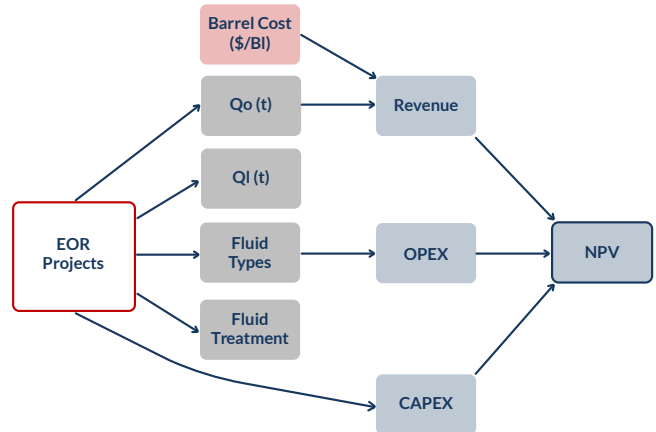 Barrel Cost
($/Bl)
Qo (t)
Revenue
Ql (t)
EOR
Projects
Fluid
Types
OPEX
NPV
Fluid
Treatment
CAPEX